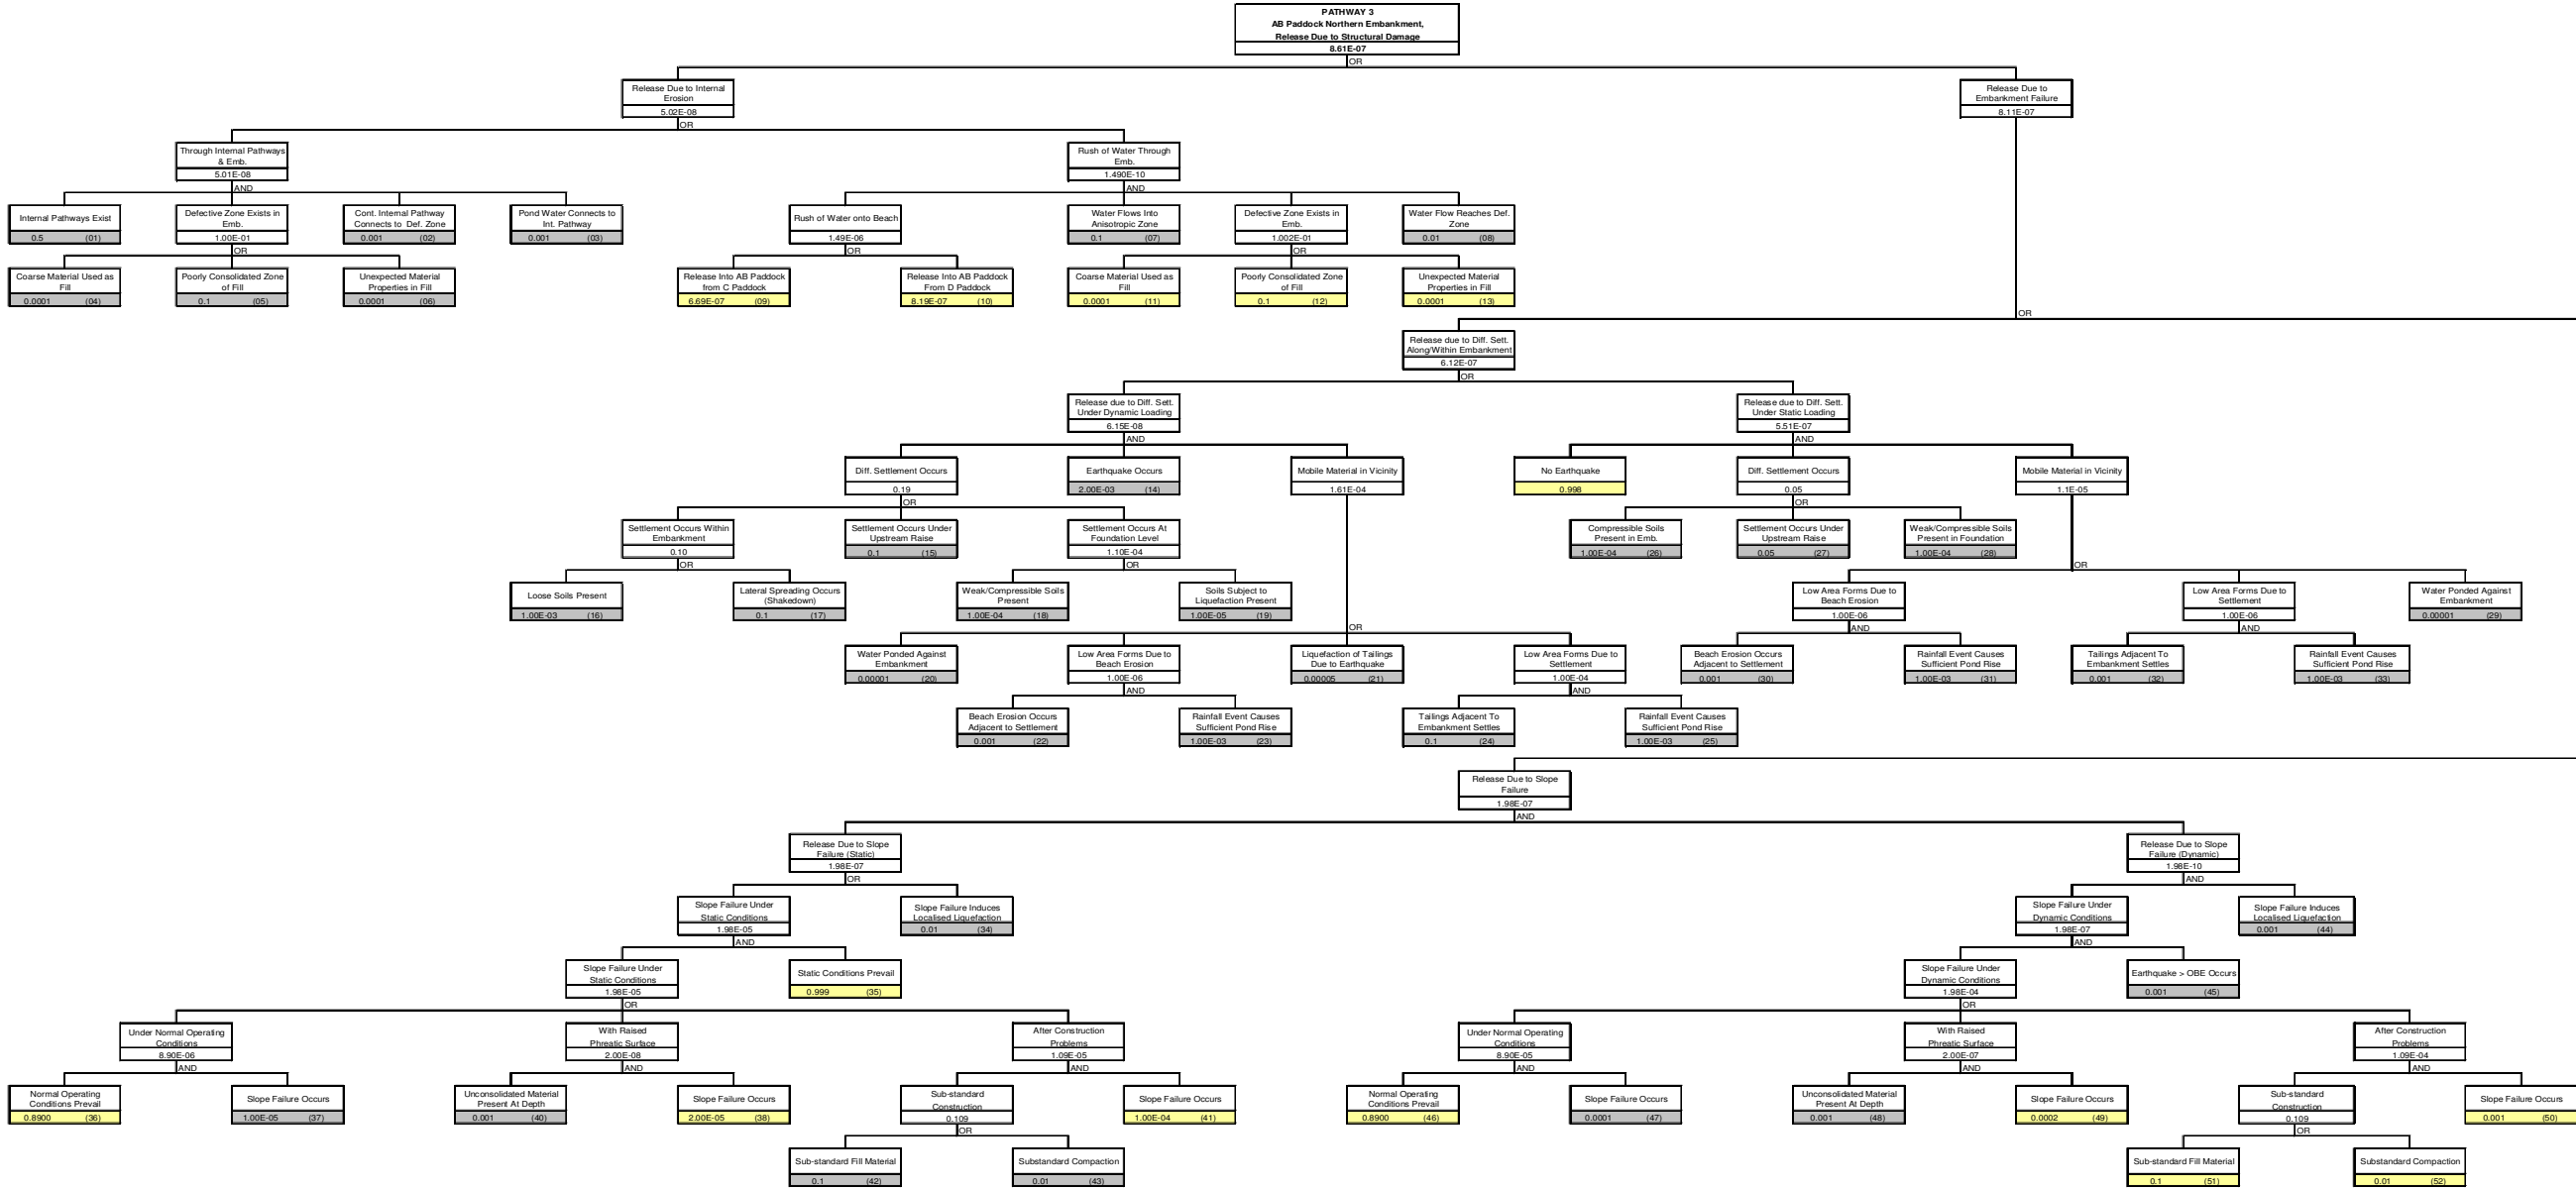 PATHWAY 3
AB Paddock Northern Embankment,
Release Due to Structural Damage
8.61E-07
OR
Release Due to Internal
Erosion
5.02E-08
OR
Release Due to
Embankment Failure
8.11E-07
Through Internal Pathways
& Emb.
5.01E-08
AND
Rush of Water Through
Emb.
1.490E-10
AND
Internal Pathways Exist
0.5 (01)
Defective Zone Exists in
Emb.
1.00E-01
OR
Cont. Internal Pathway
Connects to Def. Zone
0.001 (02)
Pond Water Connects to
Int. Pathway
0.001 (03)
Rush of Water onto Beach
1.49E-06
OR
Water Flows Into
Anisotropic Zone
0.1 (07)
Defective Zone Exists in
Emb.
1.002E-01
OR
Water Flow Reaches Def.
Zone
0.01 (08)
Coarse Material Used as
Fill
0.0001 (04)
Poorly Consolidated Zone
of Fill
0.1 (05)
Unexpected Material
Properties in Fill
0.0001 (06)
Release Into AB Paddock
from C Paddock
6.69E-07 (09)
Release Into AB Paddock
From D Paddock
8.19E-07 (10)
Coarse Material Used as
Fill
0.0001 (11)
Poorly Consolidated Zone
of Fill
0.1 (12)
Unexpected Material
Properties in Fill
0.0001 (13)
OR
Release due to Diff. Sett.
Along/Within Embankment
6.12E-07
OR
Release due to Diff. Sett.
Under Dynamic Loading
6.15E-08
AND
Release due to Diff. Sett.
Under Static Loading
5.51E-07
AND
Diff. Settlement Occurs
0.19
OR
Earthquake Occurs
2.00E-03 (14)
Mobile Material in Vicinity
1.61E-04
No Earthquake
0.998
Diff. Settlement Occurs
0.05
OR
Mobile Material in Vicinity
1.1E-05
Settlement Occurs Within
Embankment
0.10
OR
Settlement Occurs Under
Upstream Raise
0.1 (15)
Settlement Occurs At
Foundation Level
1.10E-04
OR
Compressible Soils
Present in Emb.
1.00E-04 (26)
Settlement Occurs Under
Upstream Raise
0.05 (27)
Weak/Compressible Soils
Present in Foundation
1.00E-04 (28)
OR
Loose Soils Present
1.00E-03 (16)
Lateral Spreading Occurs
(Shakedown)
0.1 (17)
Weak/Compressible Soils
Present
1.00E-04 (18)
Soils Subject to
Liquefaction Present
1.00E-05 (19)
Low Area Forms Due to
Beach Erosion
1.00E-06
AND
Low Area Forms Due to
Settlement
1.00E-06
AND
Water Ponded Against
Embankment
0.00001 (29)
OR
Water Ponded Against
Embankment
0.00001 (20)
Low Area Forms Due to
Beach Erosion
1.00E-06
AND
Liquefaction of Tailings
Due to Earthquake
0.00005 (21)
Low Area Forms Due to
Settlement
1.00E-04
AND
Beach Erosion Occurs
Adjacent to Settlement
0.001 (30)
Rainfall Event Causes
Sufficient Pond Rise
1.00E-03 (31)
Tailings Adjacent To
Embankment Settles
0.001 (32)
Rainfall Event Causes
Sufficient Pond Rise
1.00E-03 (33)
Beach Erosion Occurs
Adjacent to Settlement
0.001 (22)
Rainfall Event Causes
Sufficient Pond Rise
1.00E-03 (23)
Tailings Adjacent To
Embankment Settles
0.1 (24)
Rainfall Event Causes
Sufficient Pond Rise
1.00E-03 (25)
Release Due to Slope
Failure
1.98E-07
AND
Release Due to Slope
Failure (Static)
1.98E-07
OR
Release Due to Slope
Failure (Dynamic)
1.98E-10
AND
Slope Failure Under
Static Conditions
1.98E-05
AND
Slope Failure Induces
Localised Liquefaction
0.01 (34)
Slope Failure Under
Dynamic Conditions
1.98E-07
AND
Slope Failure Induces
Localised Liquefaction
0.001 (44)
Slope Failure Under
Static Conditions
1.98E-05
OR
Static Conditions Prevail
0.999 (35)
Slope Failure Under
Dynamic Conditions
1.98E-04
OR
Earthquake > OBE Occurs
0.001 (45)
Under Normal Operating
Conditions
8.90E-06
AND
With Raised
Phreatic Surface
2.00E-08
AND
After Construction
Problems
1.09E-05
AND
Under Normal Operating
Conditions
8.90E-05
AND
With Raised
Phreatic Surface
2.00E-07
AND
After Construction
Problems
1.09E-04
AND
Normal Operating
Conditions Prevail
0.8900 (36)
Slope Failure Occurs
1.00E-05 (37)
Unconsolidated Material
Present At Depth
0.001 (40)
Slope Failure Occurs
2.00E-05 (38)
Sub-standard
Construction
0.109
OR
Slope Failure Occurs
1.00E-04 (41)
Normal Operating
Conditions Prevail
0.8900 (46)
Slope Failure Occurs
0.0001 (47)
Unconsolidated Material
Present At Depth
0.001 (48)
Slope Failure Occurs
0.0002 (49)
Sub-standard
Construction
0.109
OR
Slope Failure Occurs
0.001 (50)
Sub-standard Fill Material
0.1 (42)
Substandard Compaction
0.01 (43)
Sub-standard Fill Material
0.1 (51)
Substandard Compaction
0.01 (52)